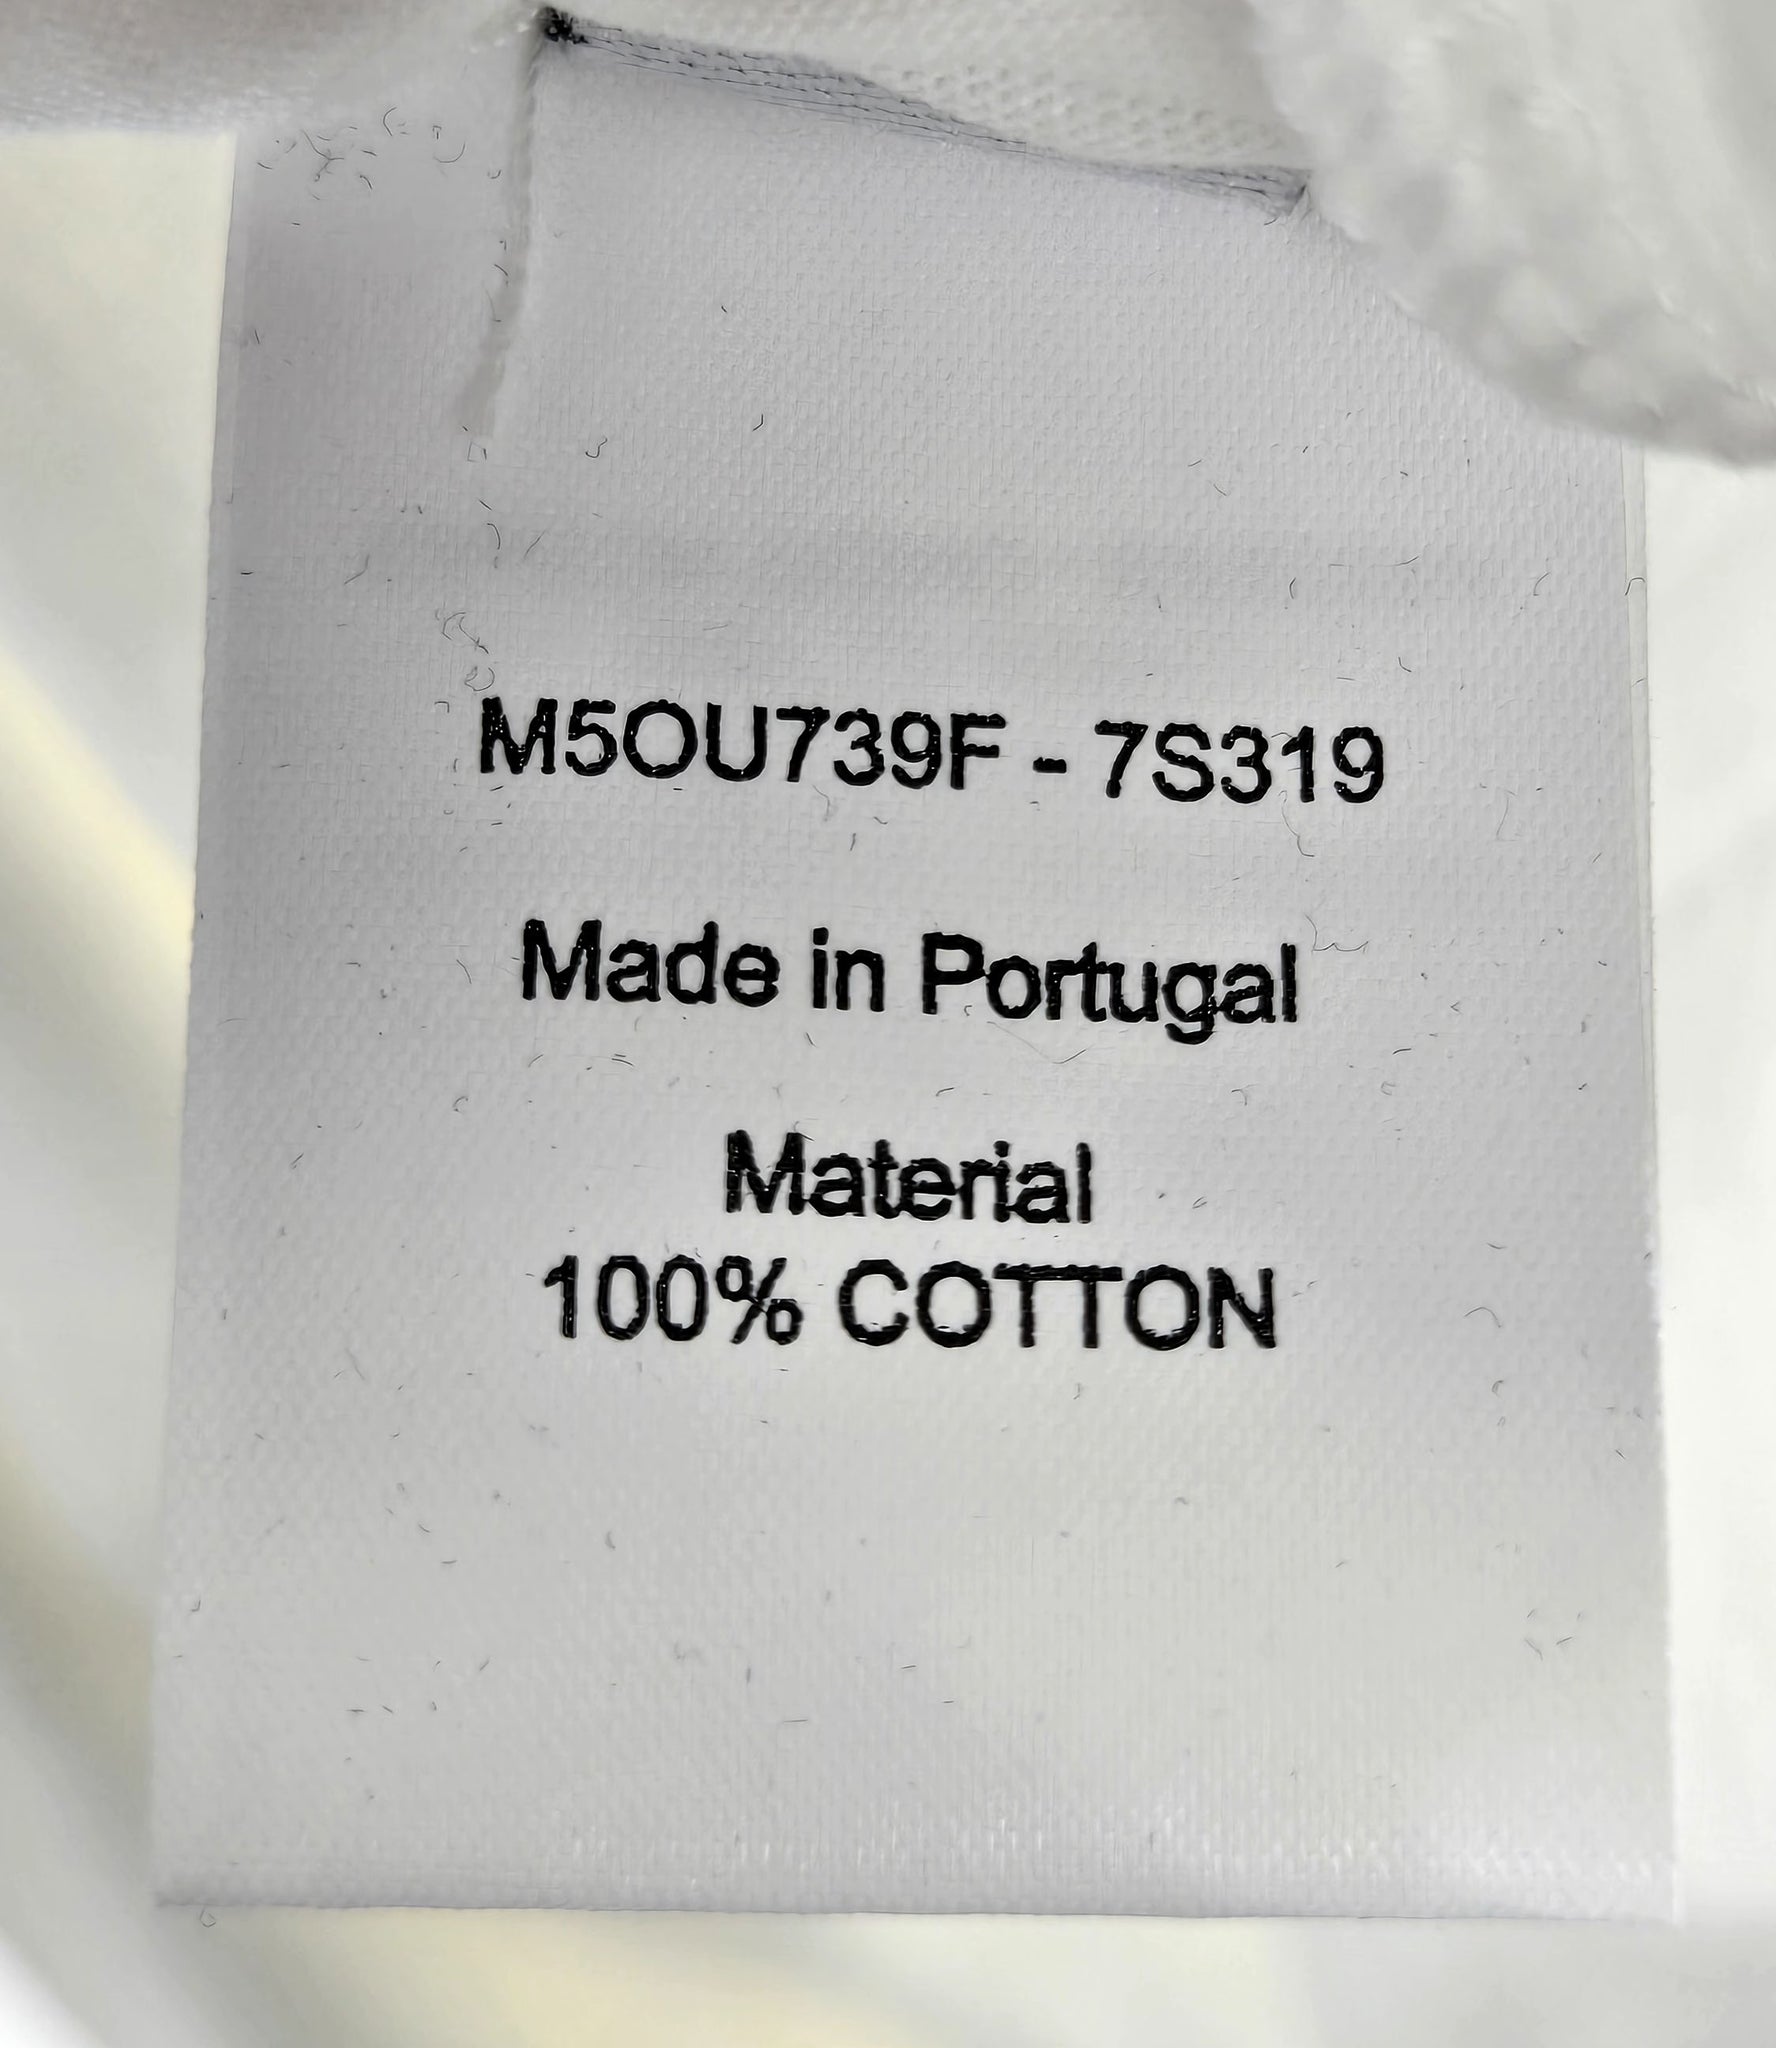 M5OU739F - 7S319
Made in Portugal
Material
100% COTTON